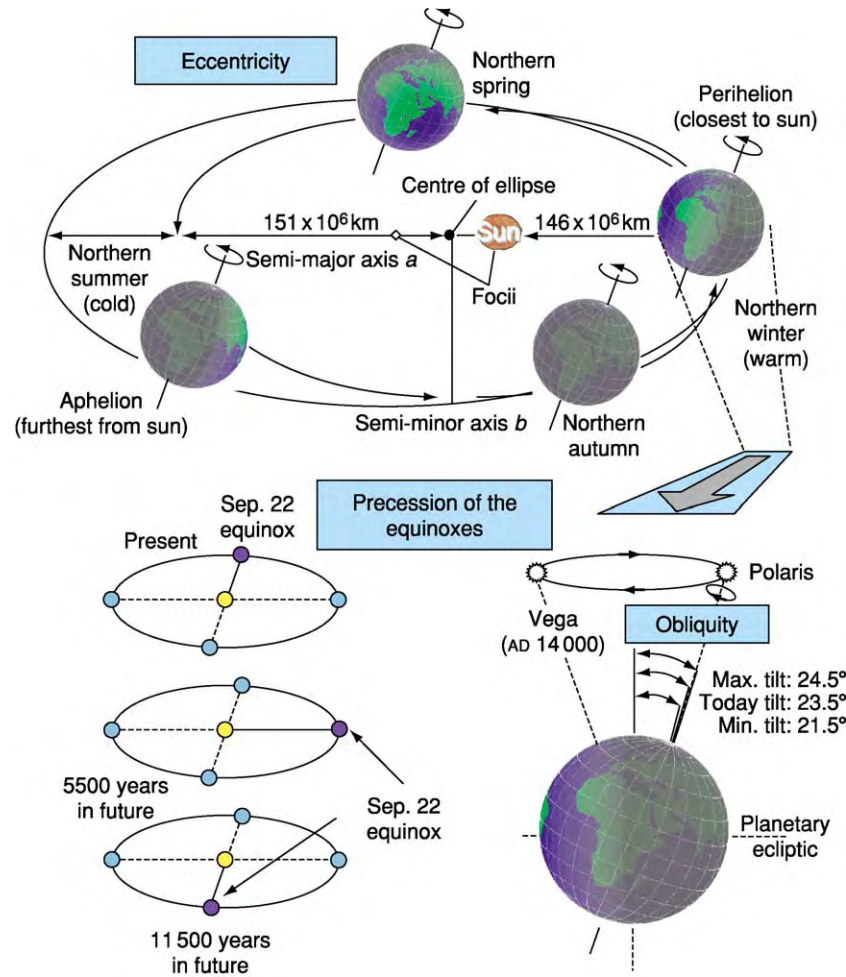 Eccentricity
Northern
spring
Perihelion
(closest to sun)
Centre of ellipse
151 x 10⁶ km
Sun
146 x 10⁶ km
Northern
summer
(cold)
Semi-major axis a
Focii
Northern
winter
(warm)
Aphelion
(furthest from sun)
Semi-minor axis b
Northern
autumn
Precession of the
equinoxes
Sep. 22
equinox
Present
5500 years
in future
Sep. 22
equinox
11 500 years
in future
Polaris
Vega
(AD 14 000)
Obliquity
Max. tilt: 24.5°
Today tilt: 23.5°
Min. tilt: 21.5°
Planetary
ecliptic